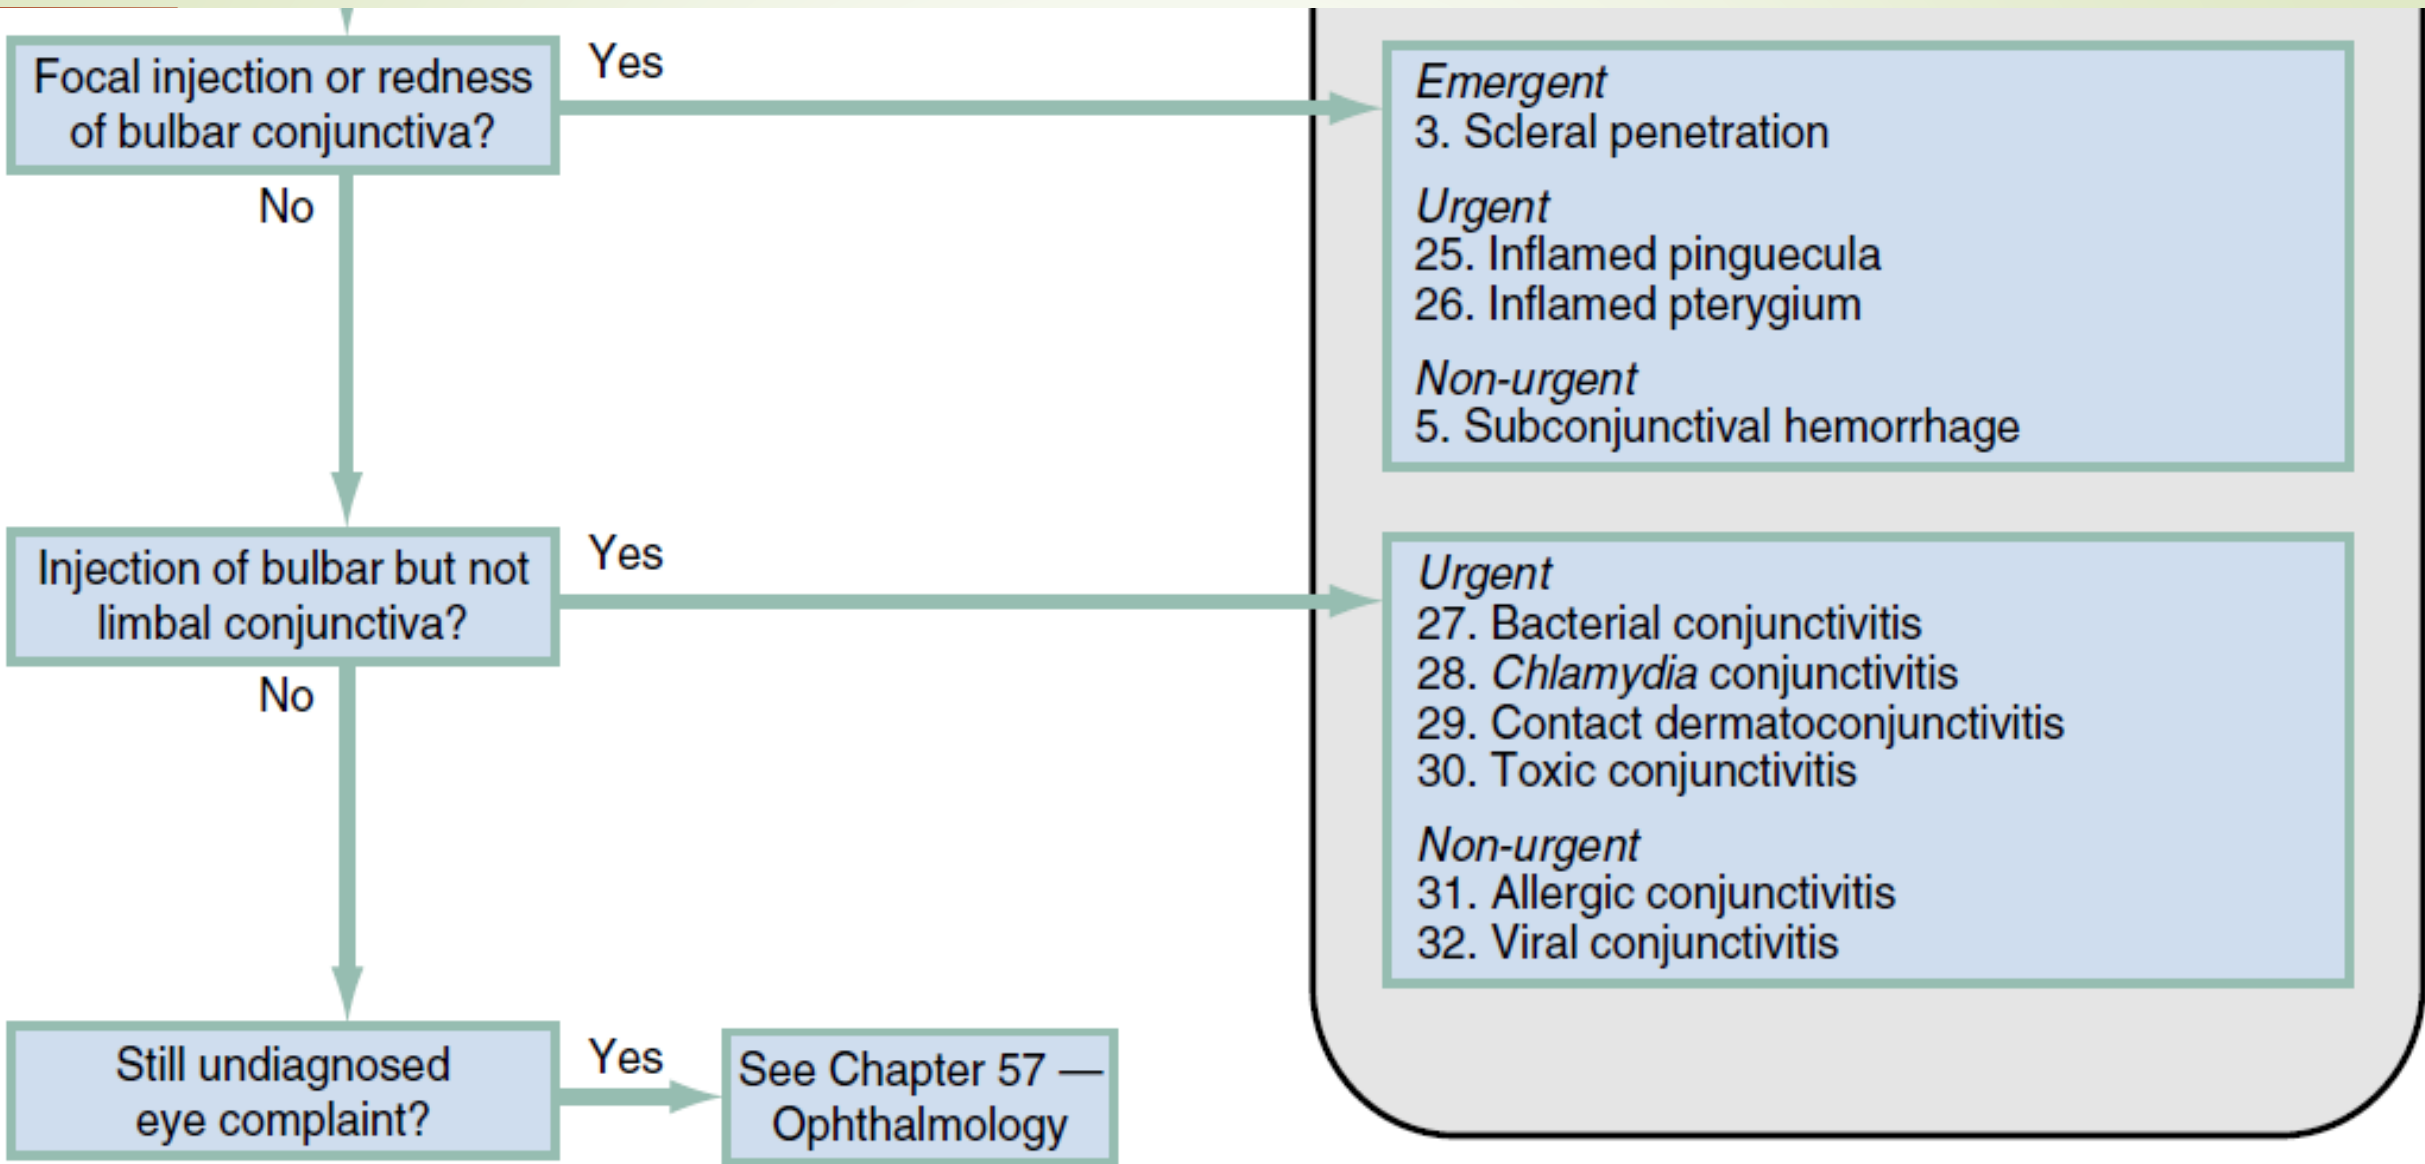 Focal injection or redness
of bulbar conjunctiva?
Yes
Emergent
3. Scleral penetration
Urgent
25. Inflamed pinguecula
26. Inflamed pterygium
Non-urgent
5. Subconjunctival hemorrhage
No
Injection of bulbar but not
limbal conjunctiva?
Yes
Urgent
27. Bacterial conjunctivitis
28. Chlamydia conjunctivitis
29. Contact dermatoconjunctivitis
30. Toxic conjunctivitis
Non-urgent
31. Allergic conjunctivitis
32. Viral conjunctivitis
No
Still undiagnosed
eye complaint?
Yes
See Chapter 57 —
Ophthalmology